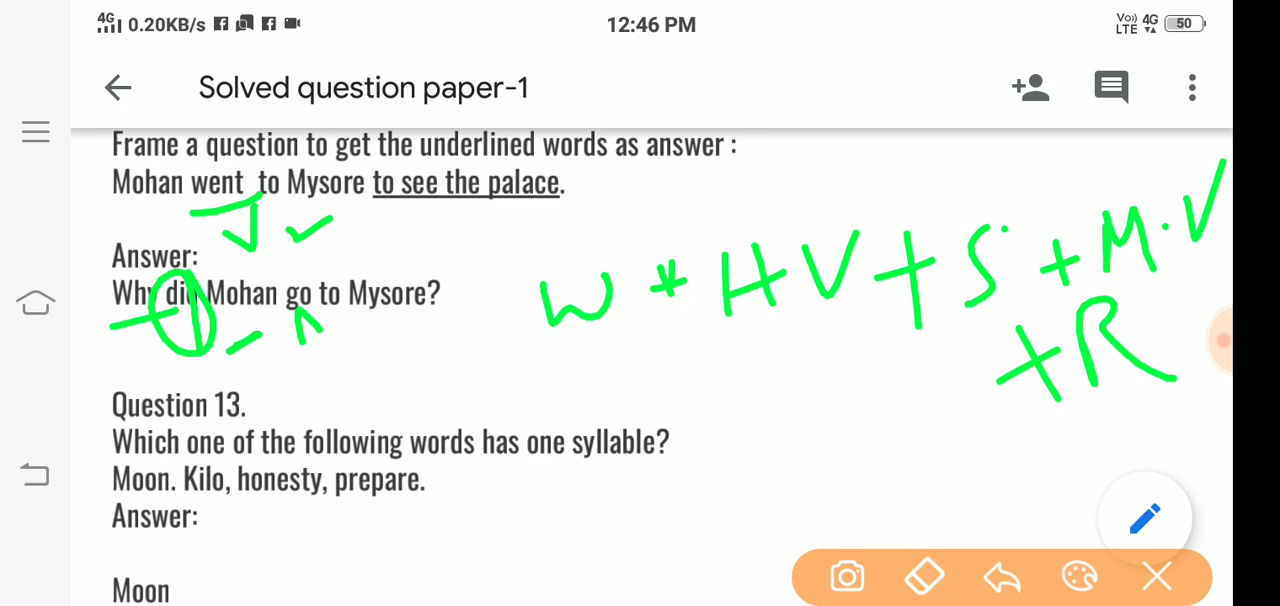 4G 0.20KB/s 12:46 PM Vo)) LTE 4G 50
Solved question paper-1
Frame a question to get the underlined words as answer :
Mohan went to Mysore to see the palace.
Answer:
Why did Mohan go to Mysore?
W * HV + S + M.V
+ R
Question 13.
Which one of the following words has one syllable?
Moon. Kilo, honesty, prepare.
Answer:
Moon